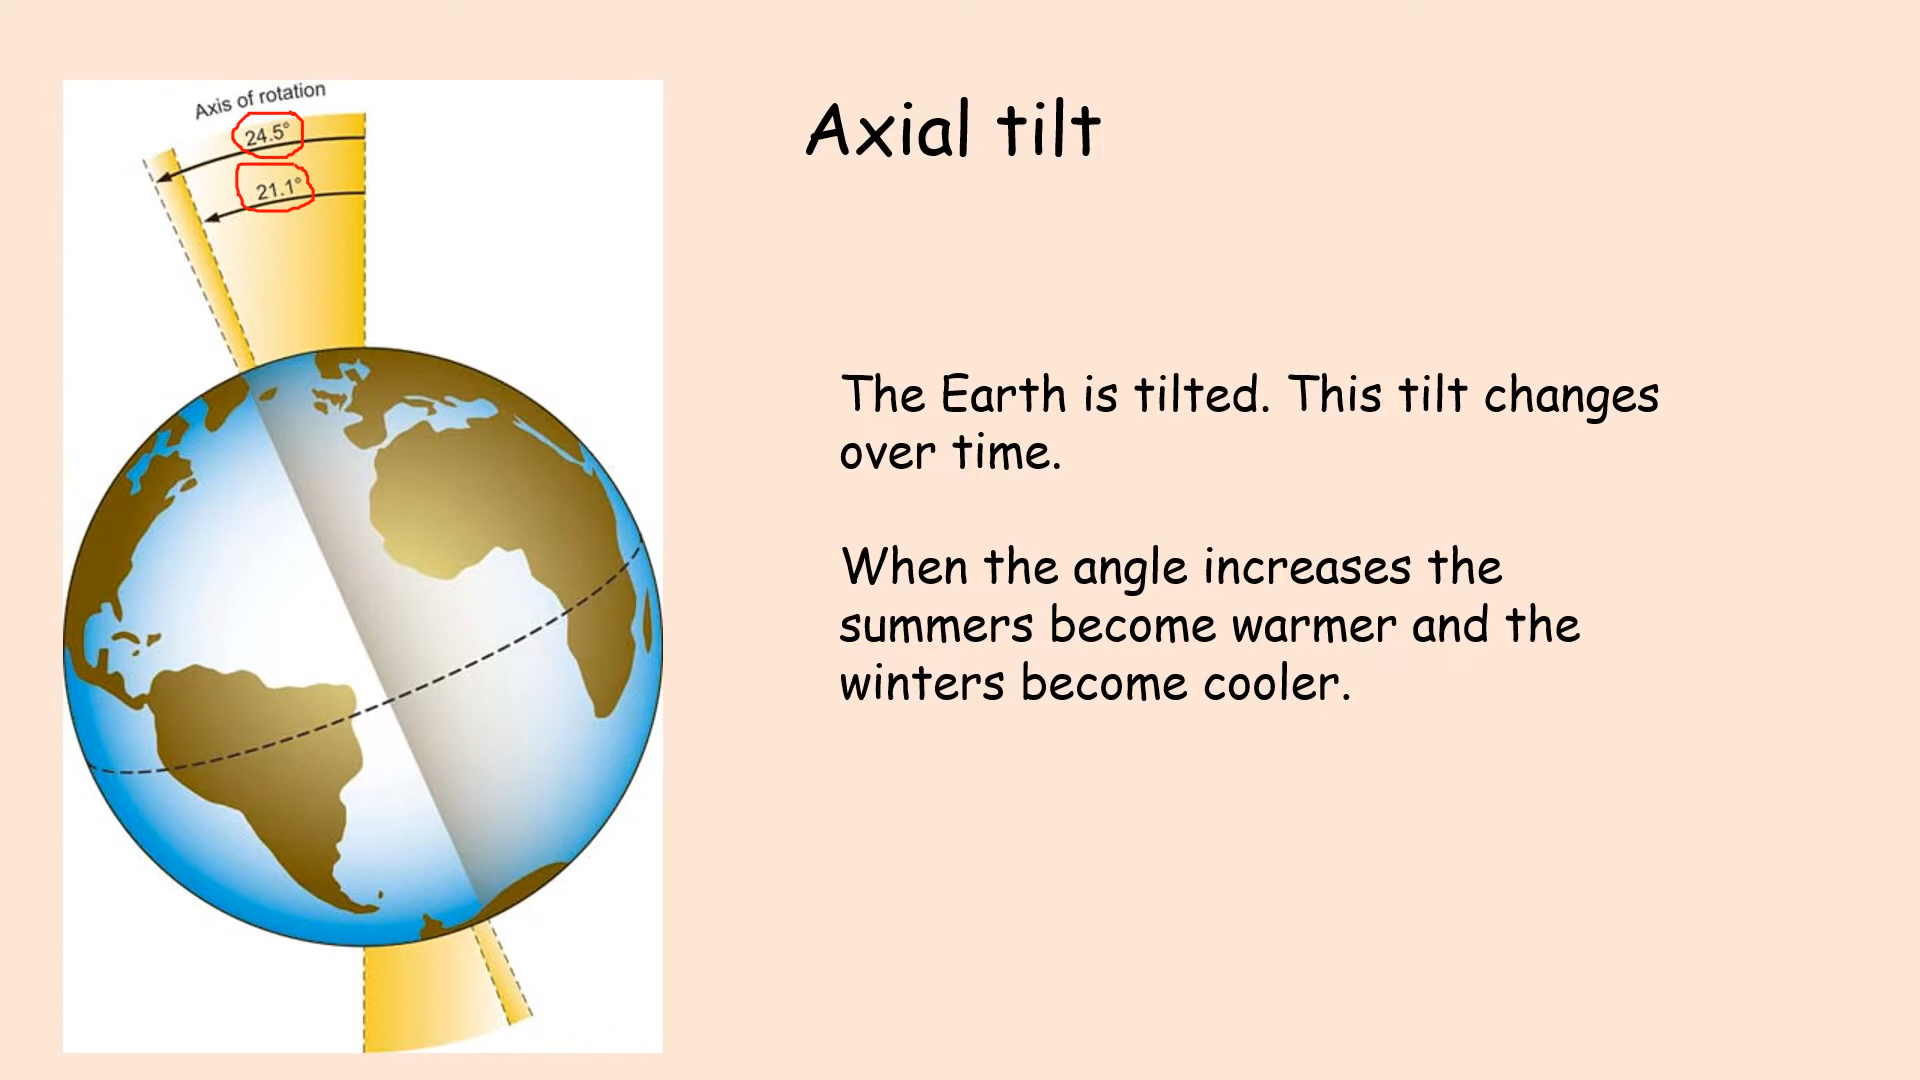 Axis of rotation
24.5°
21.1°
Axial tilt
The Earth is tilted. This tilt changes
over time.
When the angle increases the
summers become warmer and the
winters become cooler.